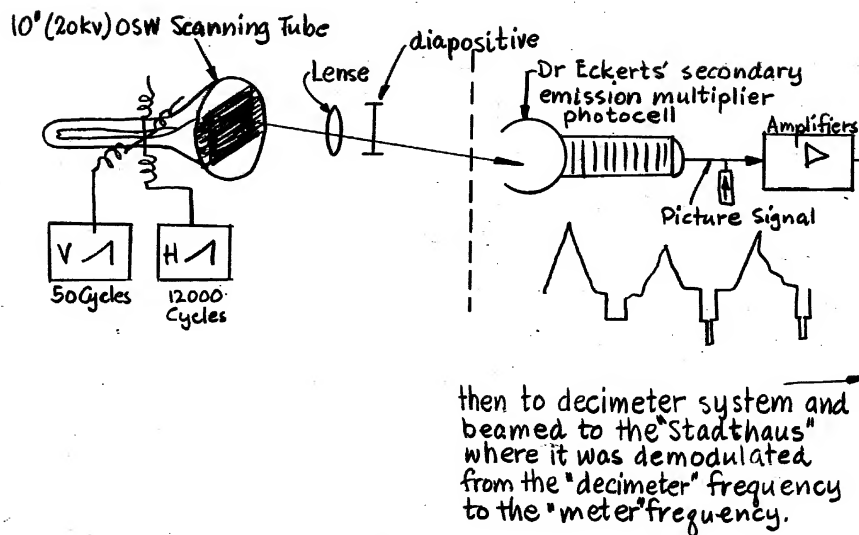 10" (20kv) OSW Scanning Tube
Lense
diapositive
Dr Eckerts' secondary
emission multiplier
photocell
Amplifiers
Picture Signal
V
50 Cycles
H
12000
Cycles
then to decimeter system and
beamed to the "Stadthaus"
where it was demodulated
from the "decimeter" frequency
to the "meter" frequency.